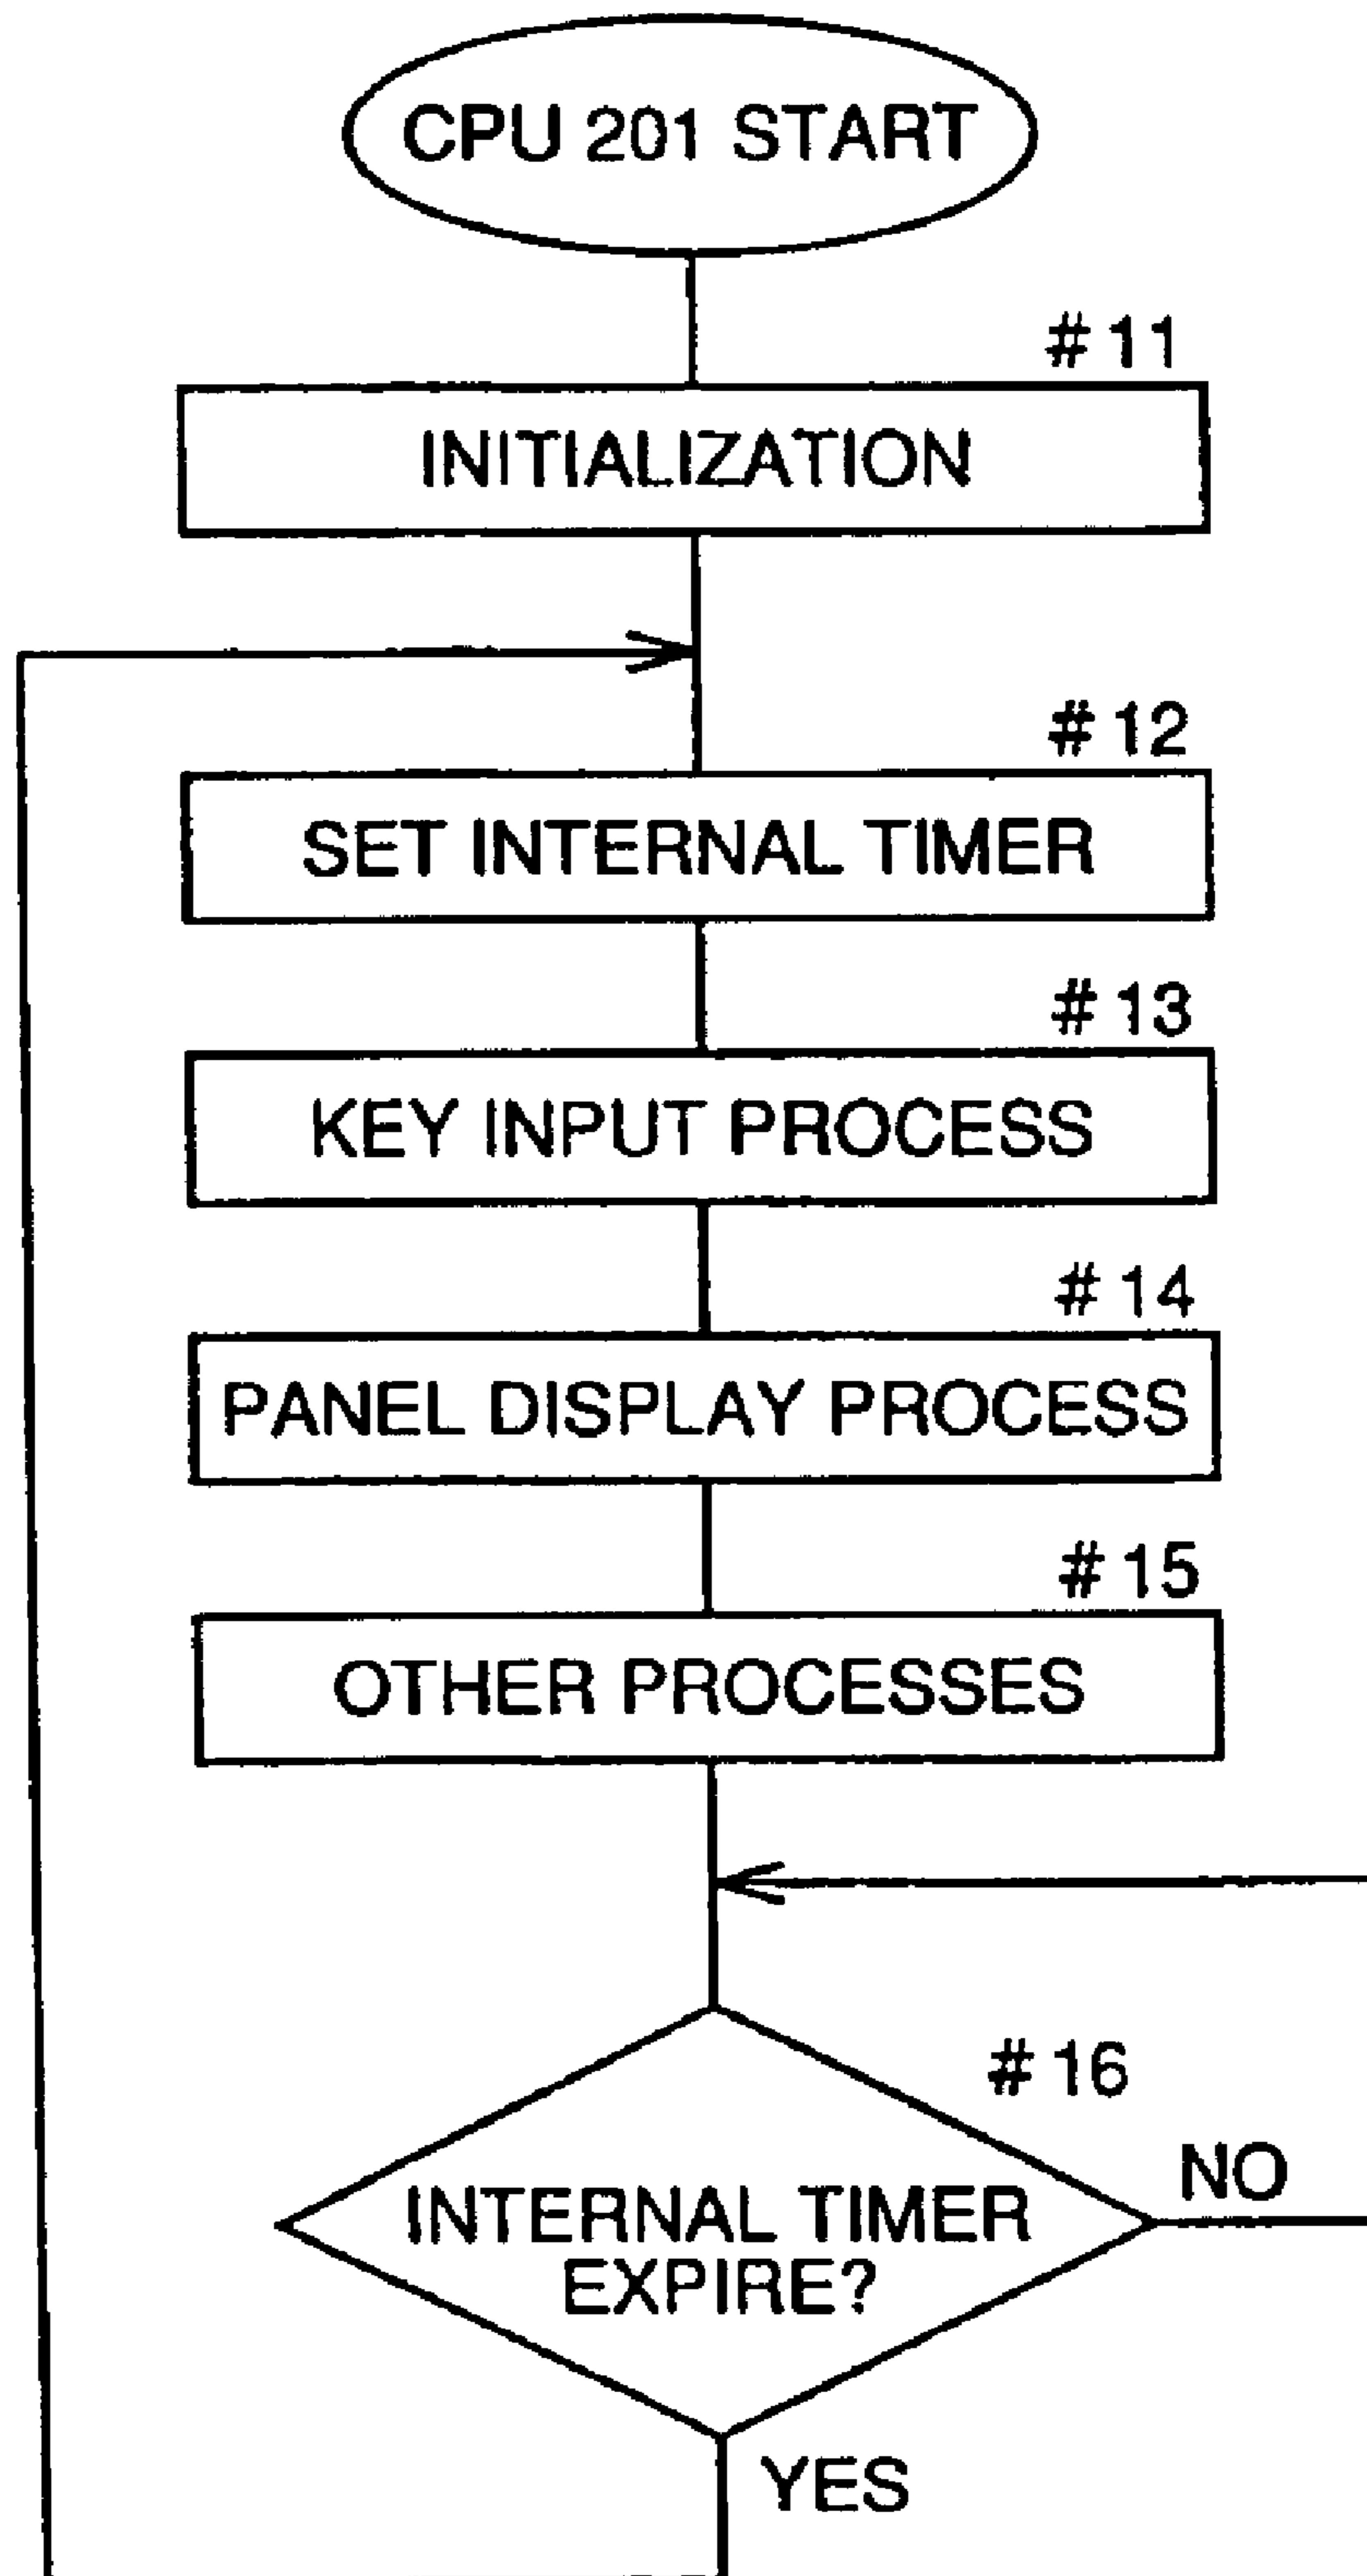 CPU 201 START
# 11
INITIALIZATION
# 12
SET INTERNAL TIMER
# 13
KEY INPUT PROCESS
# 14
PANEL DISPLAY PROCESS
# 15
OTHER PROCESSES
# 16
NO
INTERNAL TIMER
EXPIRE?
YES